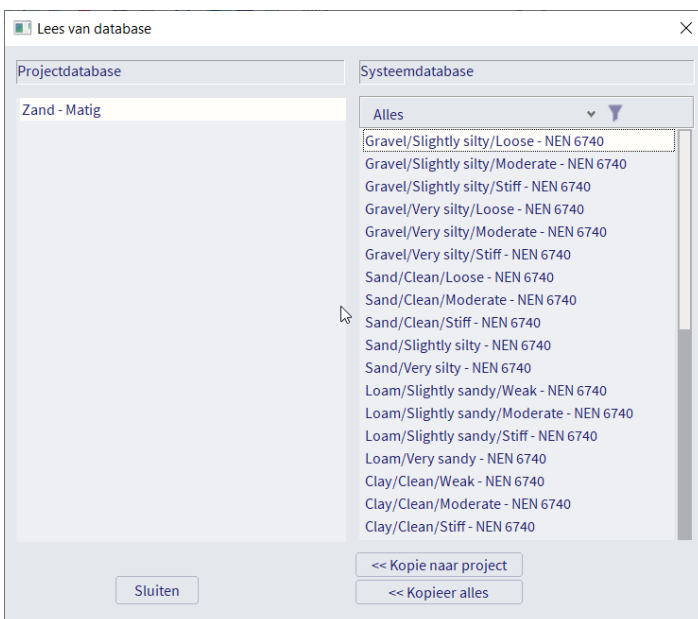 Lees van database
Projectdatabase
Systeemdatabase
Zand - Matig
Alles
Gravel/Slightly silty/Loose - NEN 6740
Gravel/Slightly silty/Moderate - NEN 6740
Gravel/Slightly silty/Stiff - NEN 6740
Gravel/Very silty/Loose - NEN 6740
Gravel/Very silty/Moderate - NEN 6740
Gravel/Very silty/Stiff - NEN 6740
Sand/Clean/Loose - NEN 6740
Sand/Clean/Moderate - NEN 6740
Sand/Clean/Stiff - NEN 6740
Sand/Slightly silty - NEN 6740
Sand/Very silty - NEN 6740
Loam/Slightly sandy/Weak - NEN 6740
Loam/Slightly sandy/Moderate - NEN 6740
Loam/Slightly sandy/Stiff - NEN 6740
Loam/Very sandy - NEN 6740
Clay/Clean/Weak - NEN 6740
Clay/Clean/Moderate - NEN 6740
Clay/Clean/Stiff - NEN 6740
<< Kopie naar project
Sluiten
<< Kopieer alles